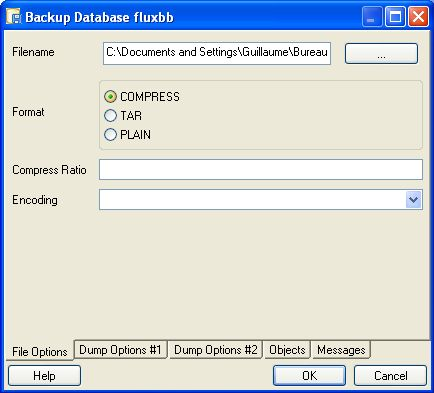 Backup Database fluxbb
Filename C:\Documents and Settings\Guillaume\Bureau ...
Format
COMPRESS
TAR
PLAIN
Compress Ratio
Encoding
File Options Dump Options #1 Dump Options #2 Objects Messages
Help OK Cancel